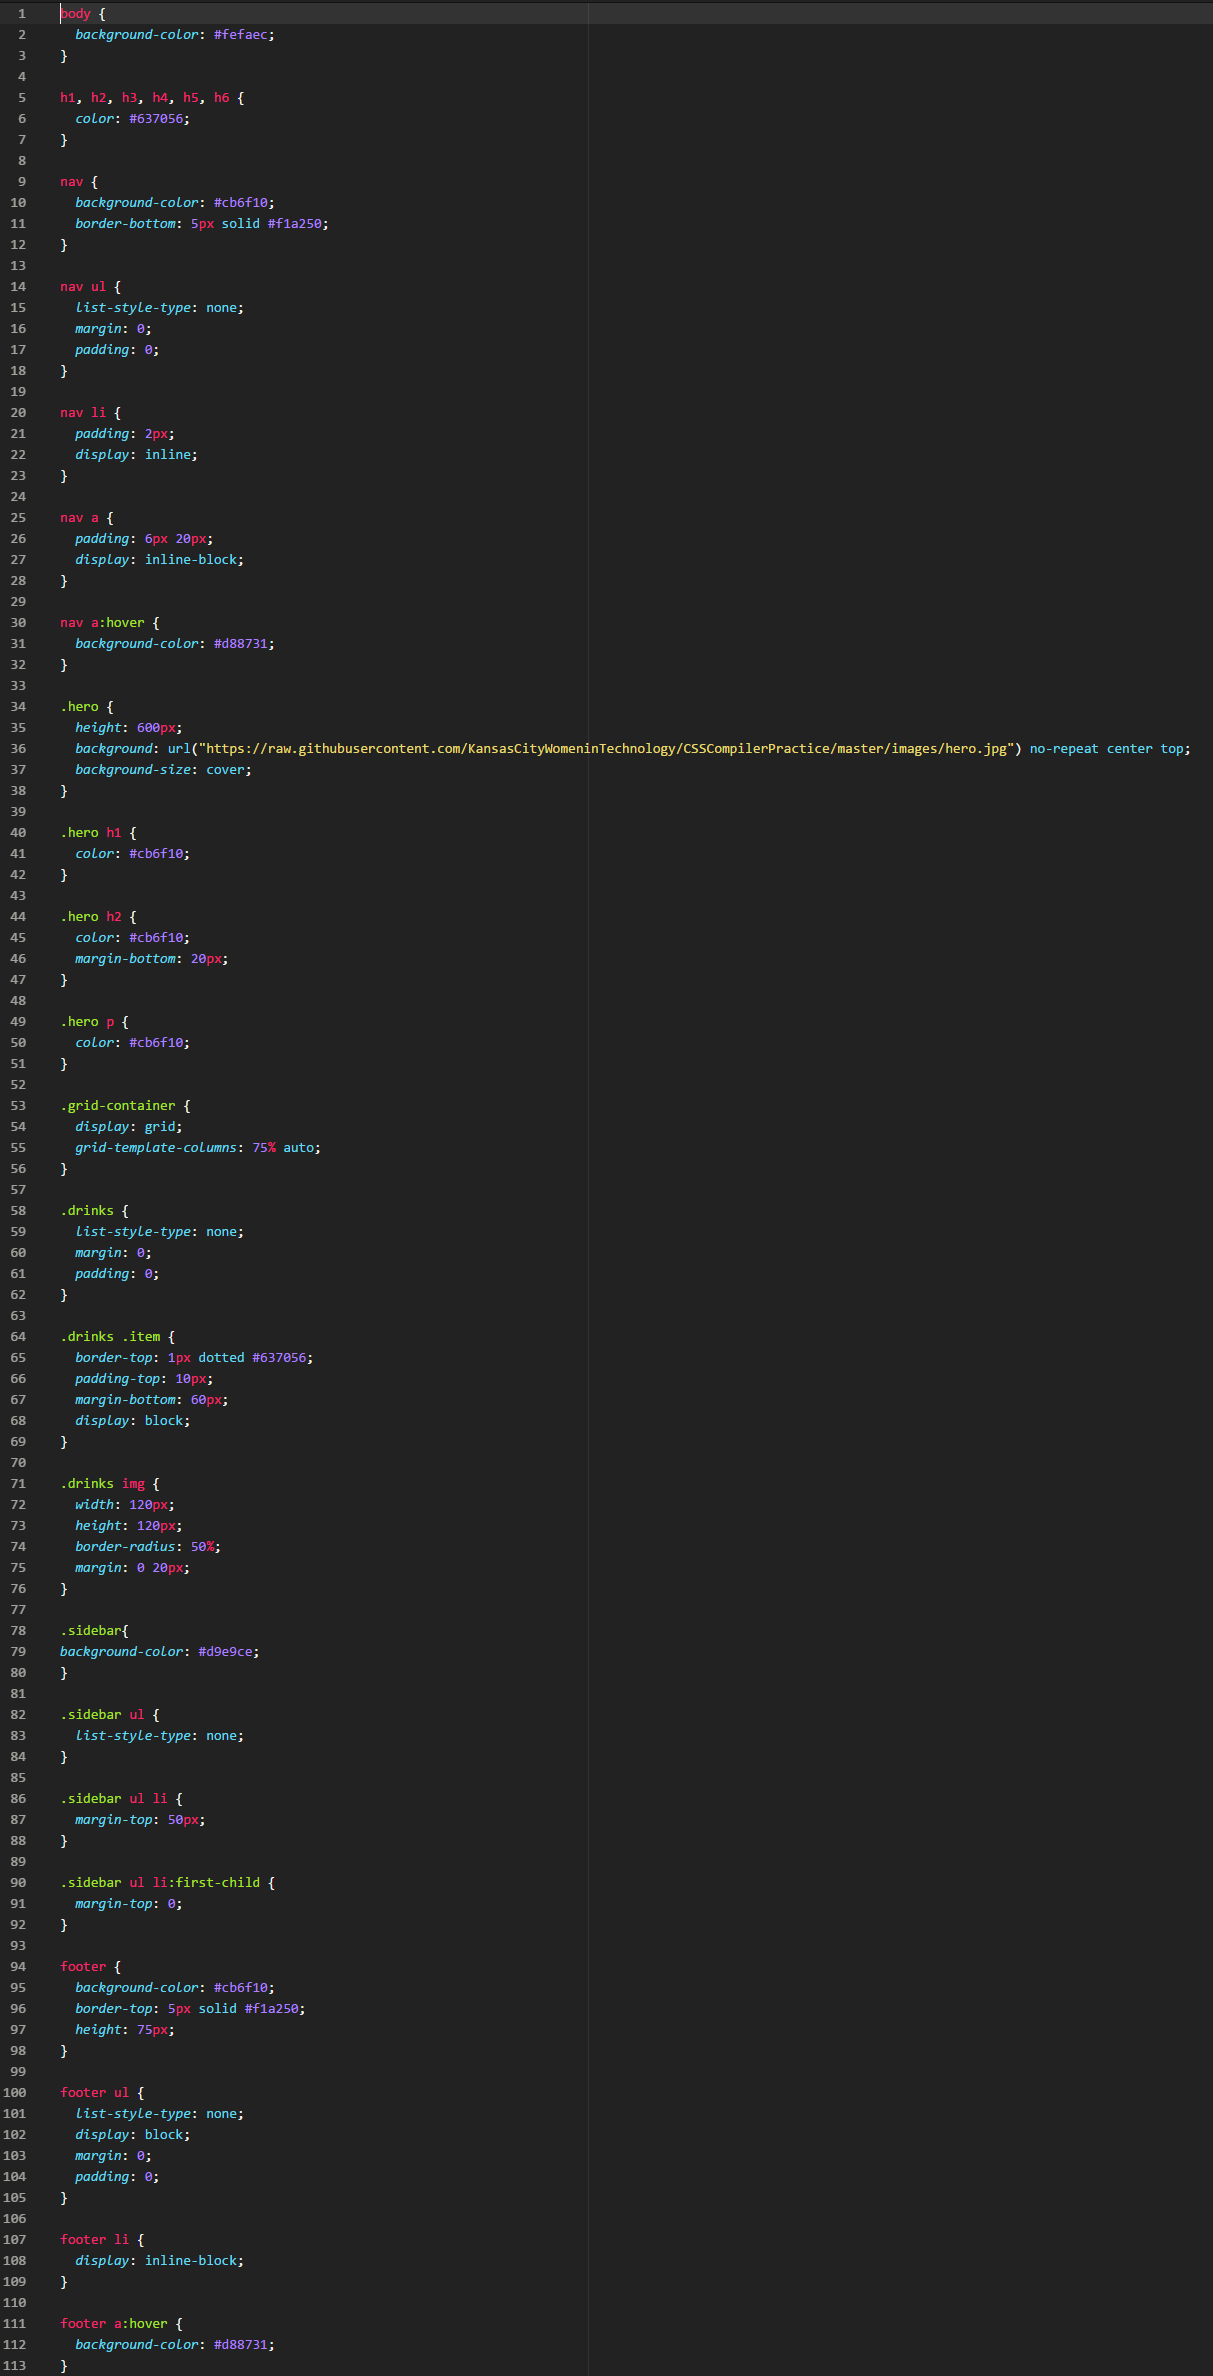 1 body {
2   background-color: #fefaec;
3 }
4
5 h1, h2, h3, h4, h5, h6 {
6   color: #637056;
7 }
8
9 nav {
10   background-color: #cb6f10;
11   border-bottom: 5px solid #f1a250;
12 }
13
14 nav ul {
15   list-style-type: none;
16   margin: 0;
17   padding: 0;
18 }
19
20 nav li {
21   padding: 2px;
22   display: inline;
23 }
24
25 nav a {
26   padding: 6px 20px;
27   display: inline-block;
28 }
29
30 nav a:hover {
31   background-color: #d88731;
32 }
33
34 .hero {
35   height: 600px;
36   background: url("https://raw.githubusercontent.com/KansasCityWomeninTechnology/CSSCompilerPractice/master/images/hero.jpg") no-repeat center top;
37   background-size: cover;
38 }
39
40 .hero h1 {
41   color: #cb6f10;
42 }
43
44 .hero h2 {
45   color: #cb6f10;
46   margin-bottom: 20px;
47 }
48
49 .hero p {
50   color: #cb6f10;
51 }
52
53 .grid-container {
54   display: grid;
55   grid-template-columns: 75% auto;
56 }
57
58 .drinks {
59   list-style-type: none;
60   margin: 0;
61   padding: 0;
62 }
63
64 .drinks .item {
65   border-top: 1px dotted #637056;
66   padding-top: 10px;
67   margin-bottom: 60px;
68   display: block;
69 }
70
71 .drinks img {
72   width: 120px;
73   height: 120px;
74   border-radius: 50%;
75   margin: 0 20px;
76 }
77
78 .sidebar{
79 background-color: #d9e9ce;
80 }
81
82 .sidebar ul {
83   list-style-type: none;
84 }
85
86 .sidebar ul li {
87   margin-top: 50px;
88 }
89
90 .sidebar ul li:first-child {
91   margin-top: 0;
92 }
93
94 footer {
95   background-color: #cb6f10;
96   border-top: 5px solid #f1a250;
97   height: 75px;
98 }
99
100 footer ul {
101   list-style-type: none;
102   display: block;
103   margin: 0;
104   padding: 0;
105 }
106
107 footer li {
108   display: inline-block;
109 }
110
111 footer a:hover {
112   background-color: #d88731;
113 }